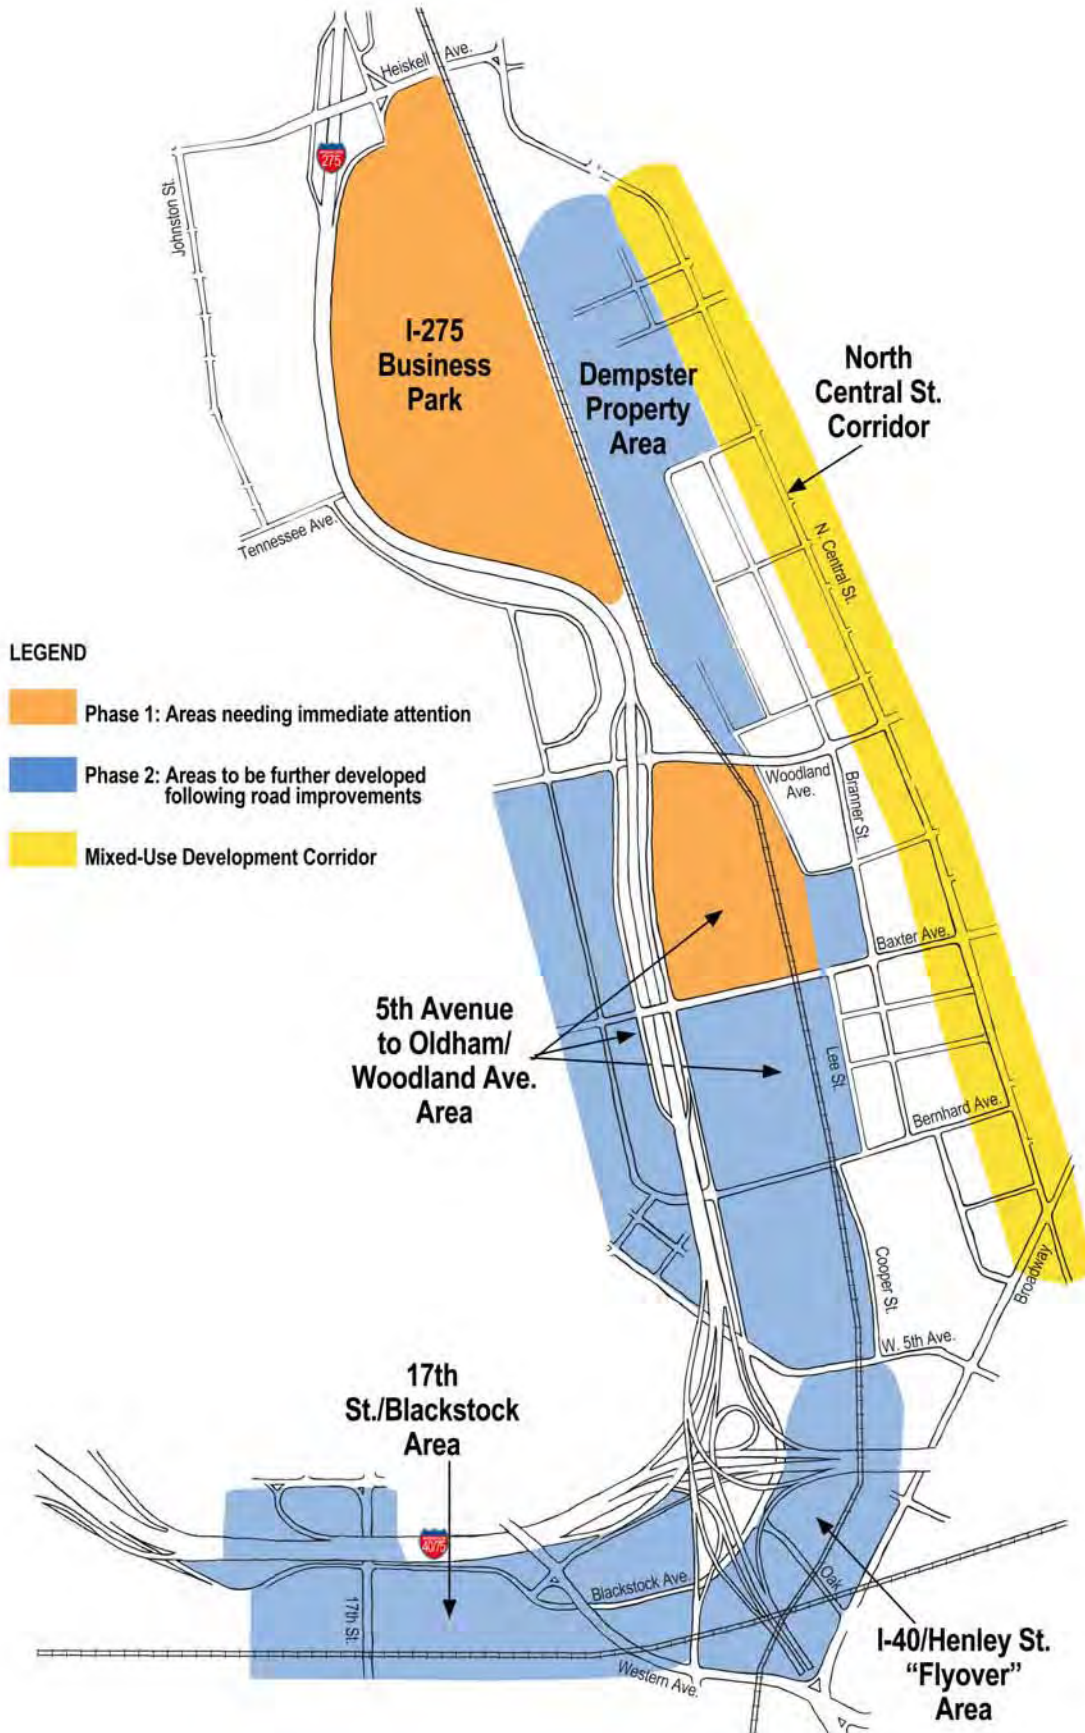 Heiskell Ave.
275
Johnston St.
I-275
Business
Park
Dempster
Property
Area
North
Central St.
Corridor
N. Central St.
Tennessee Ave.
LEGEND
Phase 1: Areas needing immediate attention
Phase 2: Areas to be further developed
following road improvements
Mixed-Use Development Corridor
Woodland
Ave.
Branner St.
Baxter Ave.
5th Avenue
to Oldham/
Woodland Ave.
Area
Lee St.
Bernhard Ave.
Cooper St.
Broadway
W. 5th Ave.
17th
St./Blackstock
Area
40/75
Blackstock Ave.
Oak
17th St.
Western Ave.
I-40/Henley St.
“Flyover”
Area